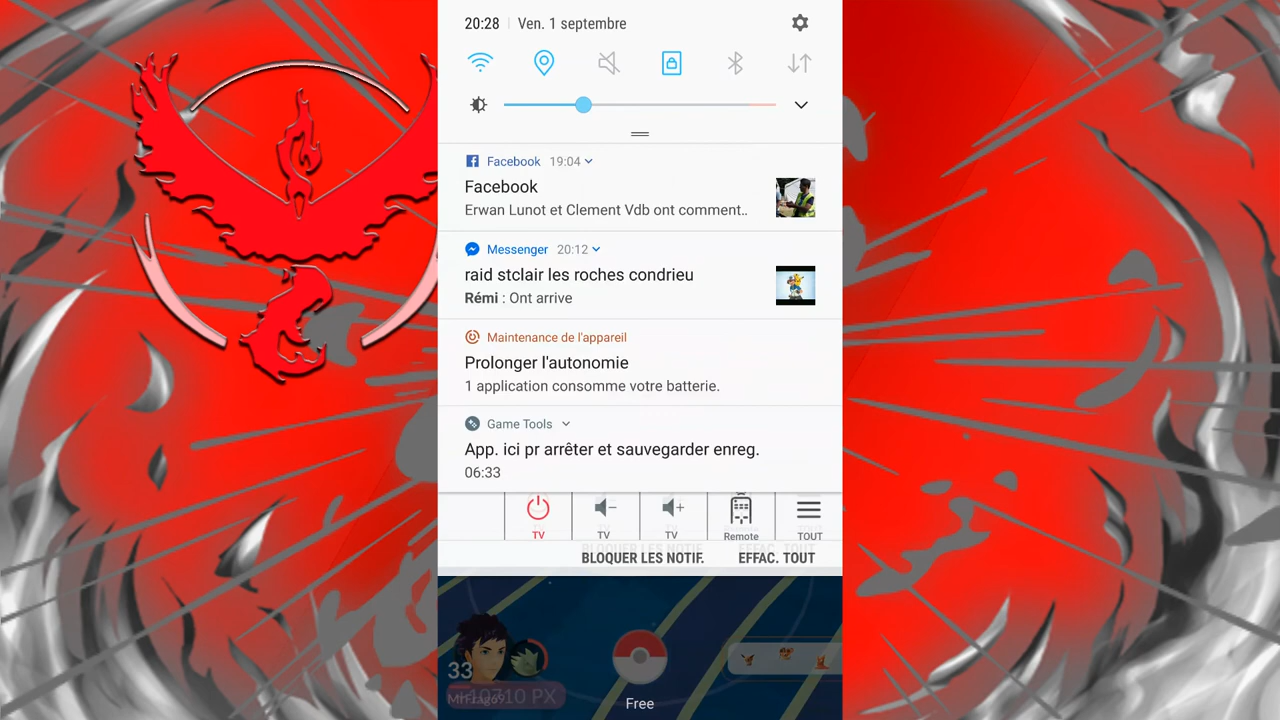 20:28 Ven. 1 septembre
Facebook 19:04
Facebook
Erwan Lunot et Clement Vdb ont comment..
Messenger 20:12
raid stclair les roches condrieu
Rémi : Ont arrive
Maintenance de l'appareil
Prolonger l'autonomie
1 application consomme votre batterie.
Game Tools
App. ici pr arrêter et sauvegarder enreg.
06:33
TV TV TV Remote TOUT
BLOQUER LES NOTIF. EFFAC. TOUT
33
+10710 PX
Free